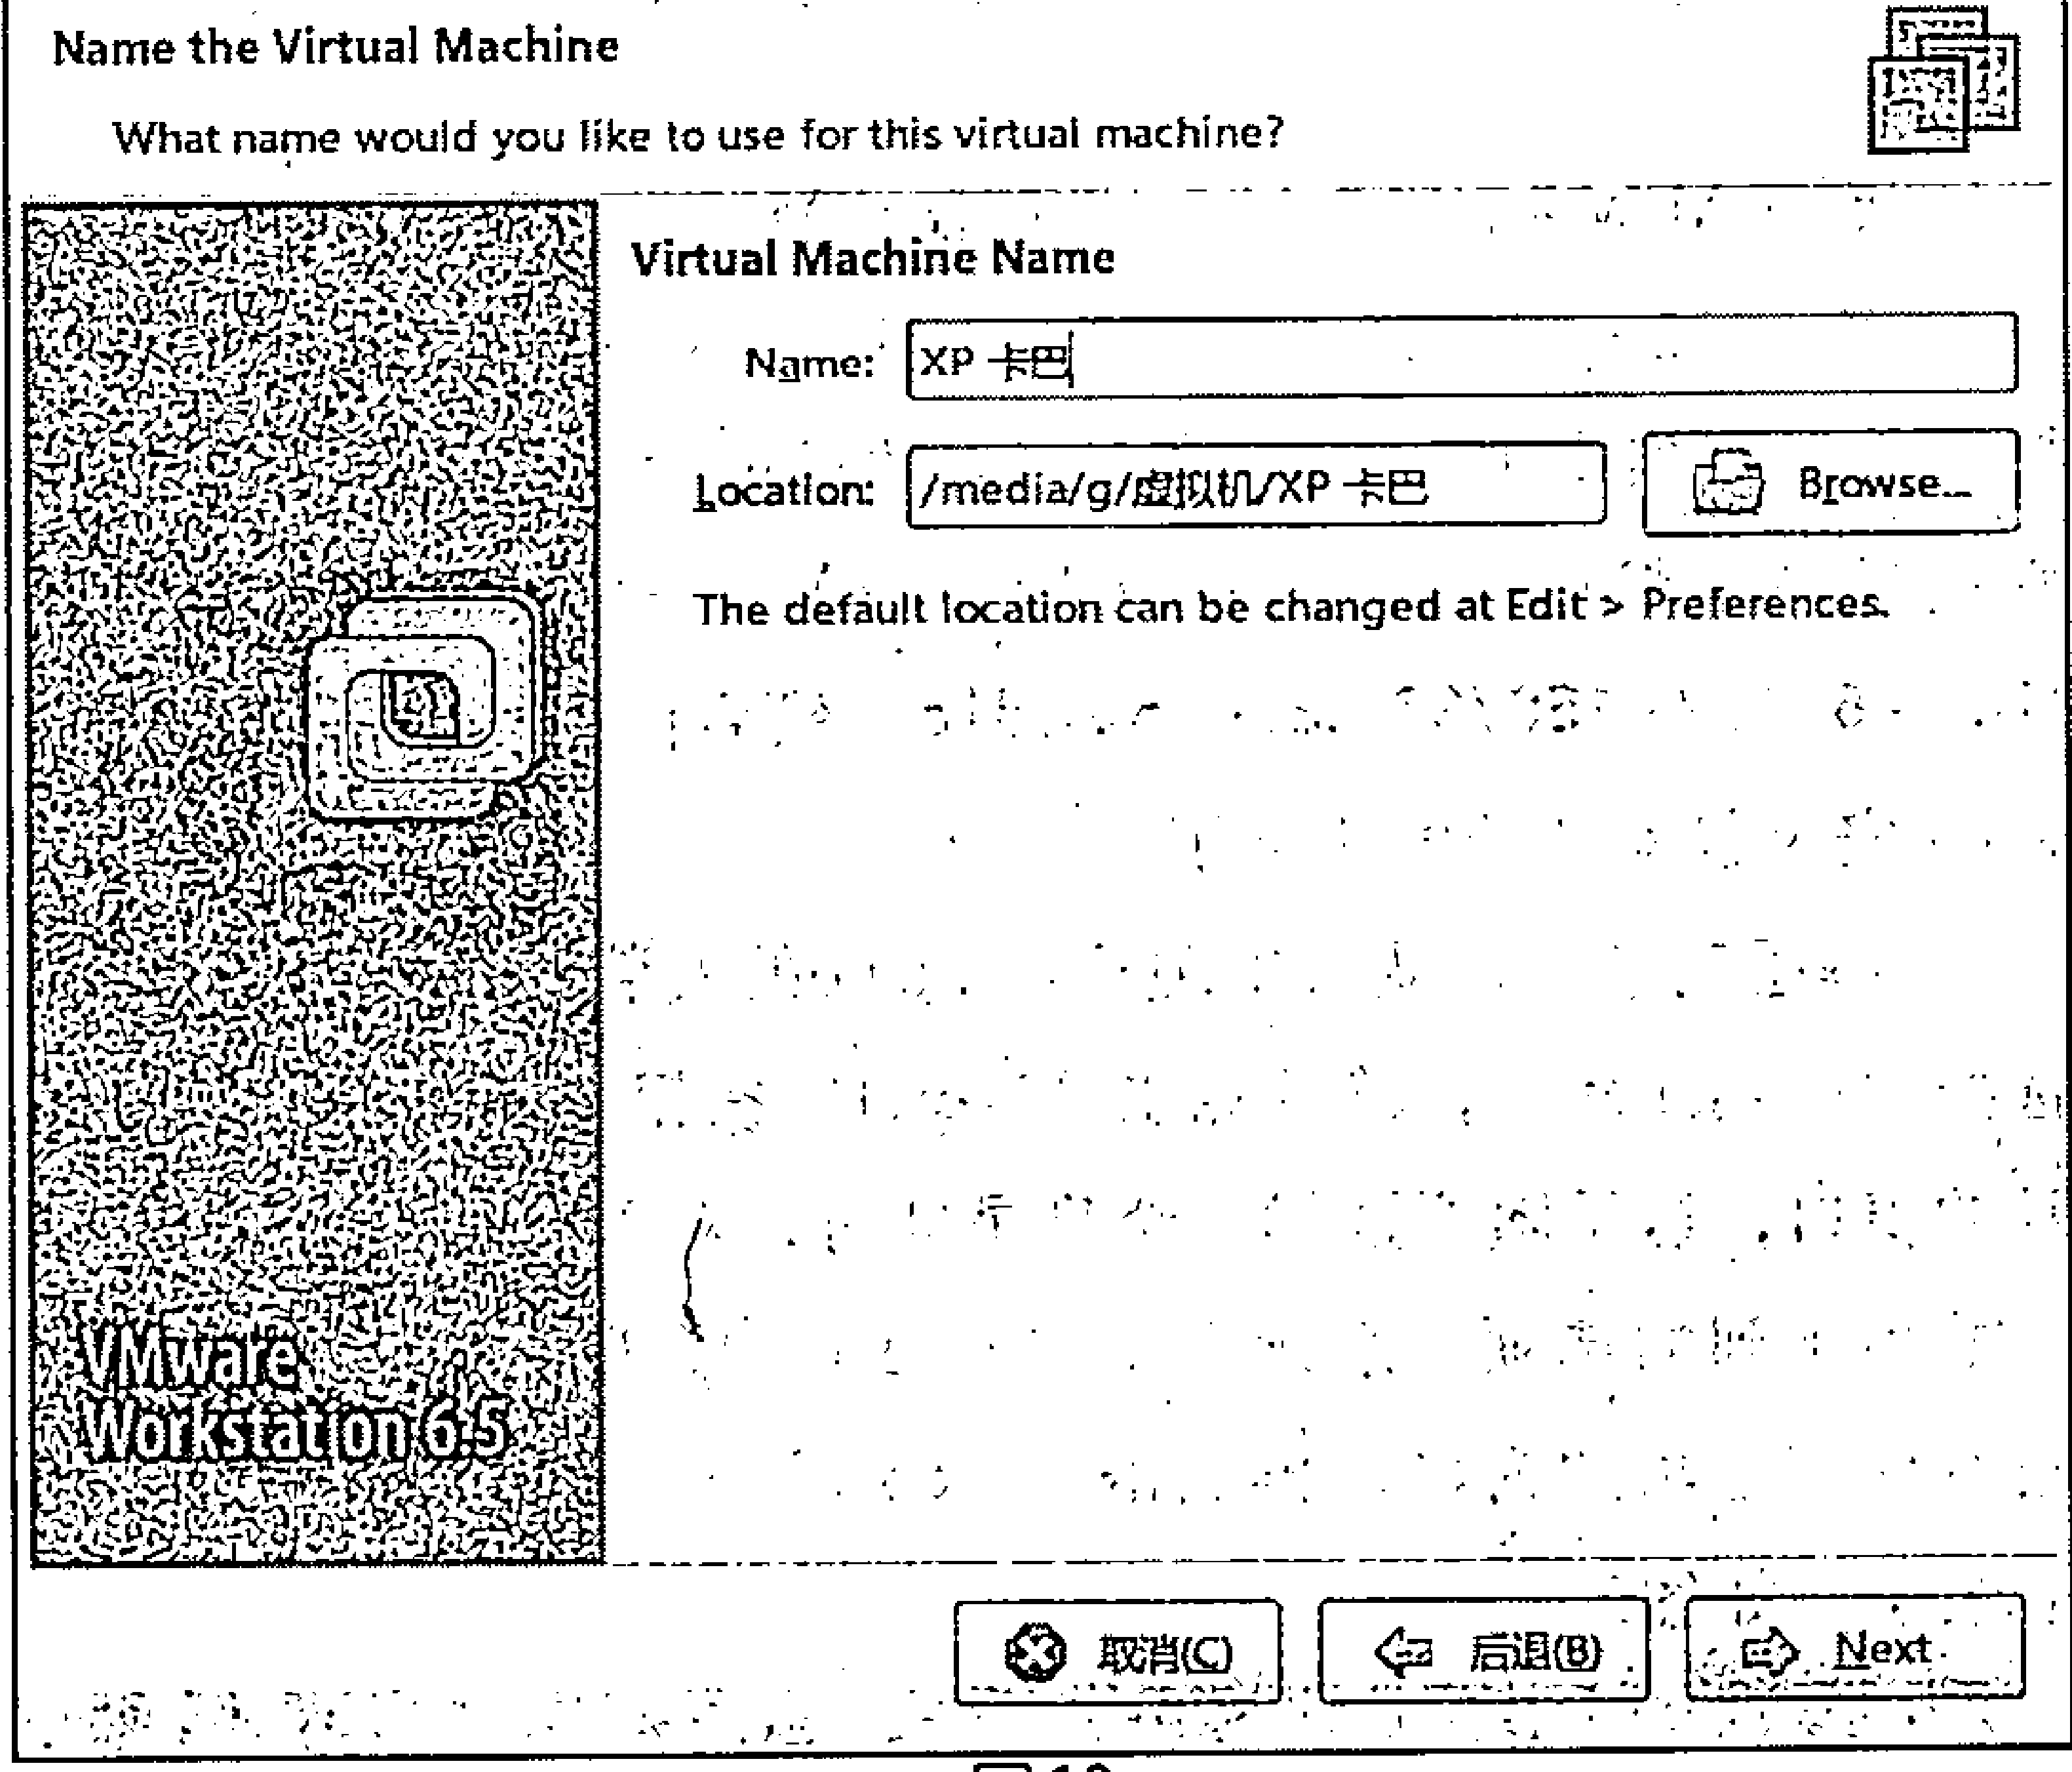 Name the Virtual Machine
What name would you like to use for this virtual machine?
Virtual Machine Name
Name: XP 卡巴
Location: /media/g/虚拟机/XP 卡巴 Browse...
The default location can be changed at Edit > Preferences.
VMware
Workstation 6.5
取消(C) 后退(B) Next